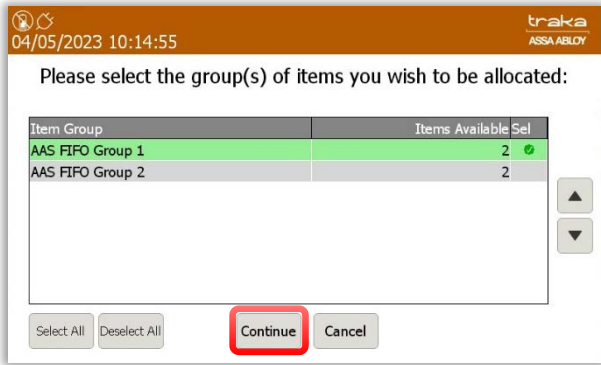 traka
04/05/2023 10:14:55
ASSA ABLOY
Please select the group(s) of items you wish to be allocated:
Item Group Items Available Sel
AAS FIFO Group 1 2
AAS FIFO Group 2 2
Select All Deselect All Continue Cancel